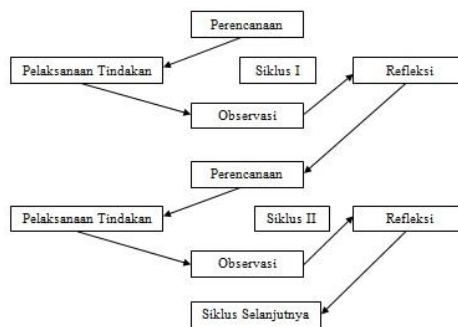 Perencanaan
Pelaksanaan Tindakan
Siklus I
Refleksi
Observasi
Perencanaan
Pelaksanaan Tindakan
Siklus II
Refleksi
Observasi
Siklus Selanjutnya